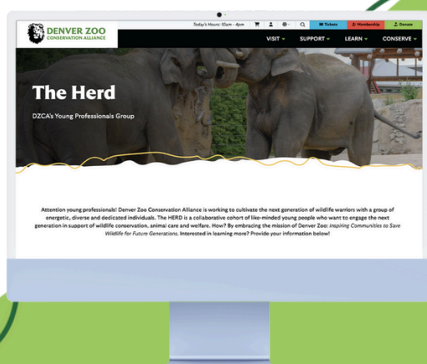 DENVER ZOO
CONSERVATION ALLIANCE
Today's Hours: 10am - 4pm
Tickets
Membership
Donate
VISIT
SUPPORT
LEARN
CONSERVE
The Herd
DZCA's Young Professionals Group
Attention young professionals! Denver Zoo Conservation Alliance is working to cultivate the next generation of wildlife warriors with a group of
energetic, diverse and dedicated individuals. The HERD is a collaborative cohort of like-minded young people who want to engage the next
generation in support of wildlife conservation, animal care and welfare. How? By embracing the mission of Denver Zoo: Inspiring Communities to Save
Wildlife for Future Generations. Interested in learning more? Provide your information below!